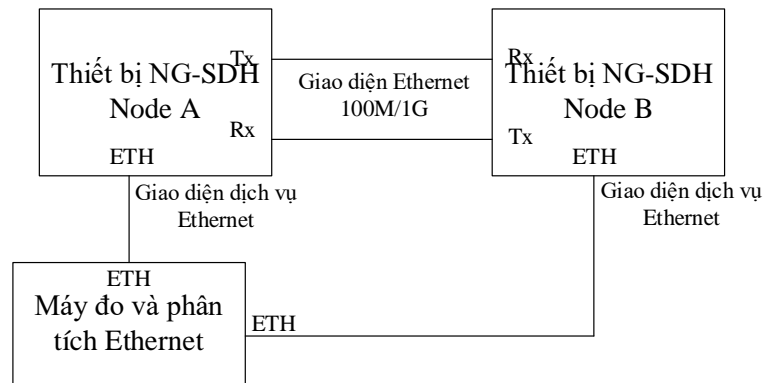 Tx
Rx
Thiết bị NG-SDH
Node A
Giao diện Ethernet
100M/1G
Thiết bị NG-SDH
Node B
Rx
Tx
ETH
ETH
Giao diện dịch vụ
Ethernet
Giao diện dịch vụ
Ethernet
ETH
Máy đo và phân
tích Ethernet
ETH